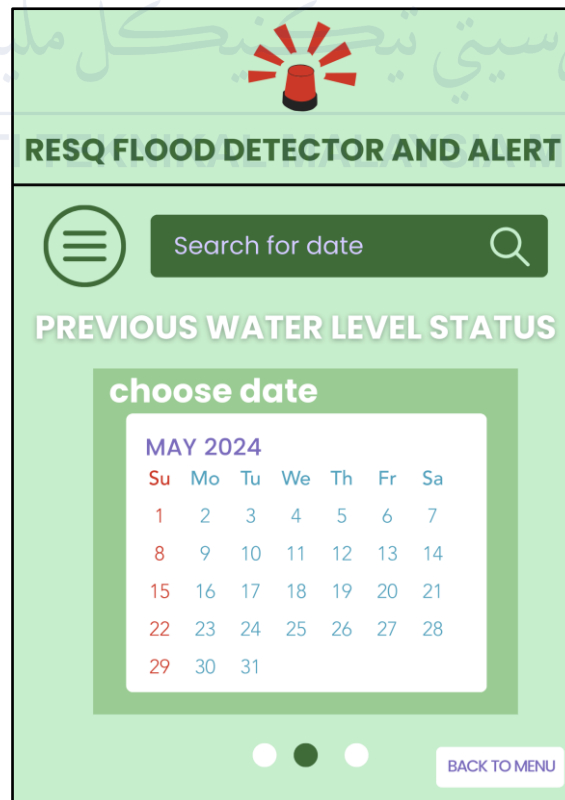 RESQ FLOOD DETECTOR AND ALERT
Search for date
PREVIOUS WATER LEVEL STATUS
choose date
MAY 2024
Su Mo Tu We Th Fr Sa
1 2 3 4 5 6 7
8 9 10 11 12 13 14
15 16 17 18 19 20 21
22 23 24 25 26 27 28
29 30 31
BACK TO MENU